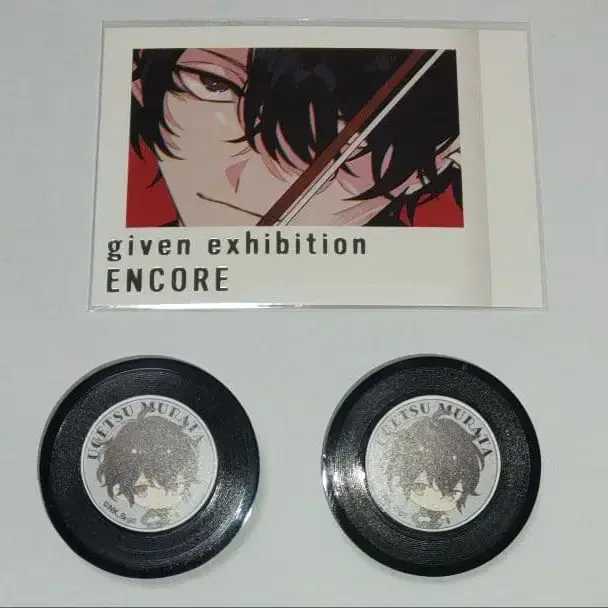 given exhibition
ENCORE
UGETSU MURATA
UGETSU MURATA